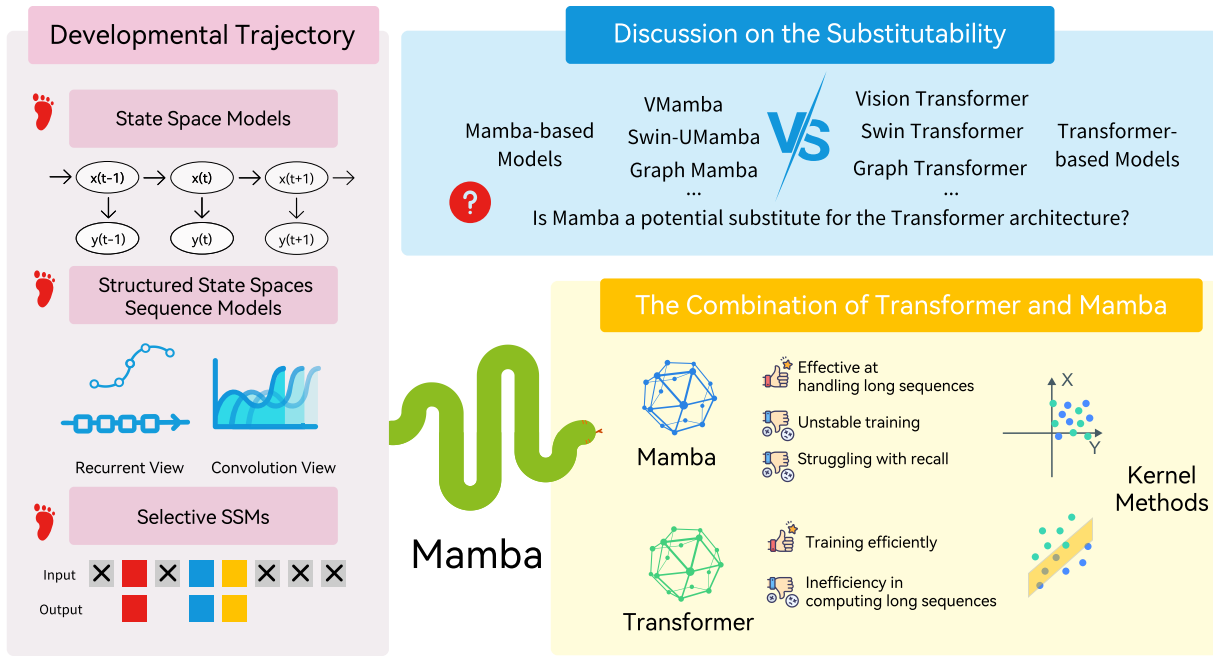 Developmental Trajectory
State Space Models
x(t-1)
x(t)
x(t+1)
y(t-1)
y(t)
y(t+1)
Structured State Spaces
Sequence Models
Recurrent View
Convolution View
Selective SSMs
Input
Output
Mamba
Discussion on the Substitutability
Mamba-based
Models
VMamba
Swin-UMamba
Graph Mamba
...
VS
Vision Transformer
Swin Transformer
Graph Transformer
...
Transformer-
based Models
?
Is Mamba a potential substitute for the Transformer architecture?
The Combination of Transformer and Mamba
Mamba
Effective at
handling long sequences
Unstable training
Struggling with recall
X
Y
Kernel
Methods
Transformer
Training efficiently
Inefficiency in
computing long sequences